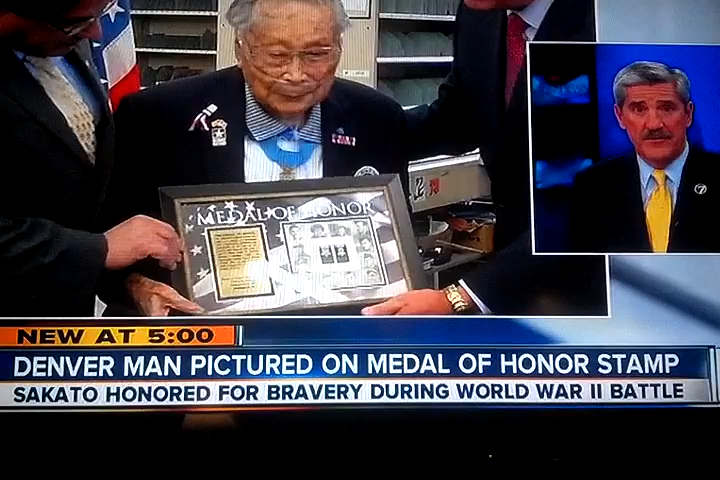 MEDAL OF HONOR
7
NEW AT 5:00
DENVER MAN PICTURED ON MEDAL OF HONOR STAMP
SAKATO HONORED FOR BRAVERY DURING WORLD WAR II BATTLE